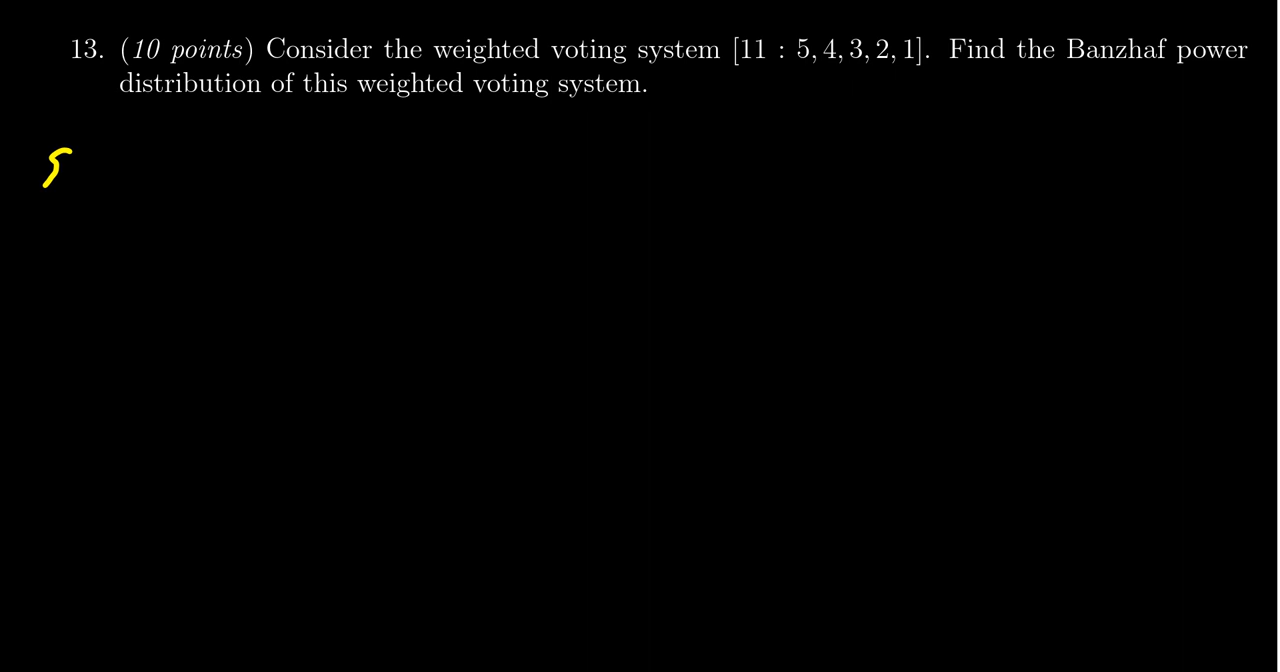 13. (10 points) Consider the weighted voting system [11 : 5, 4, 3, 2, 1]. Find the Banzhaf power
distribution of this weighted voting system.